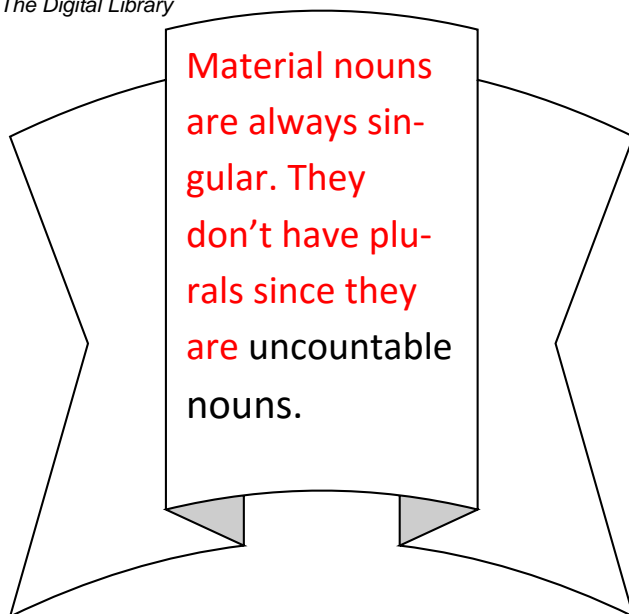 The Digital Library
Material nouns
are always sin-
gular. They
don’t have plu-
rals since they
are uncountable
nouns.